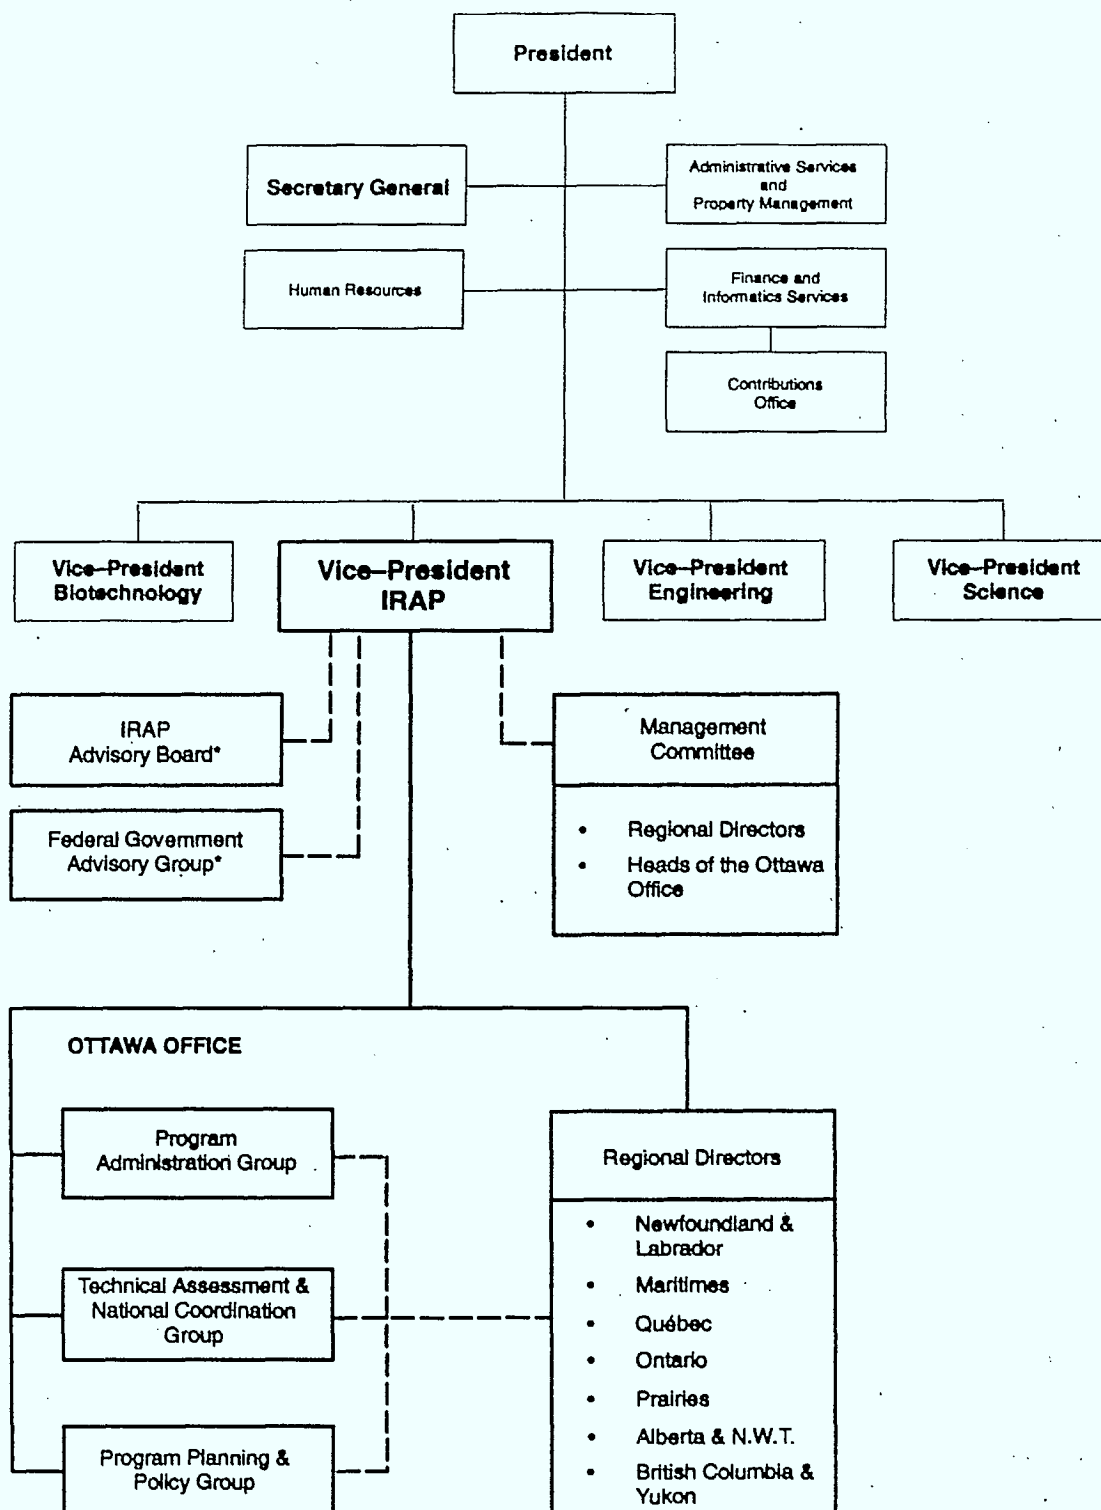 President
Secretary General
Administrative Services
and
Property Management
Human Resources
Finance and
Informatics Services
Contributions
Office
Vice–President
Biotechnology
Vice–President
IRAP
Vice–President
Engineering
Vice–President
Science
IRAP
Advisory Board*
Management
Committee
Federal Government
Advisory Group*
• Regional Directors
• Heads of the Ottawa
Office
OTTAWA OFFICE
Program
Administration Group
Technical Assessment &
National Coordination
Group
Program Planning &
Policy Group
Regional Directors
• Newfoundland &
Labrador
• Maritimes
• Québec
• Ontario
• Prairies
• Alberta & N.W.T.
• British Columbia &
Yukon